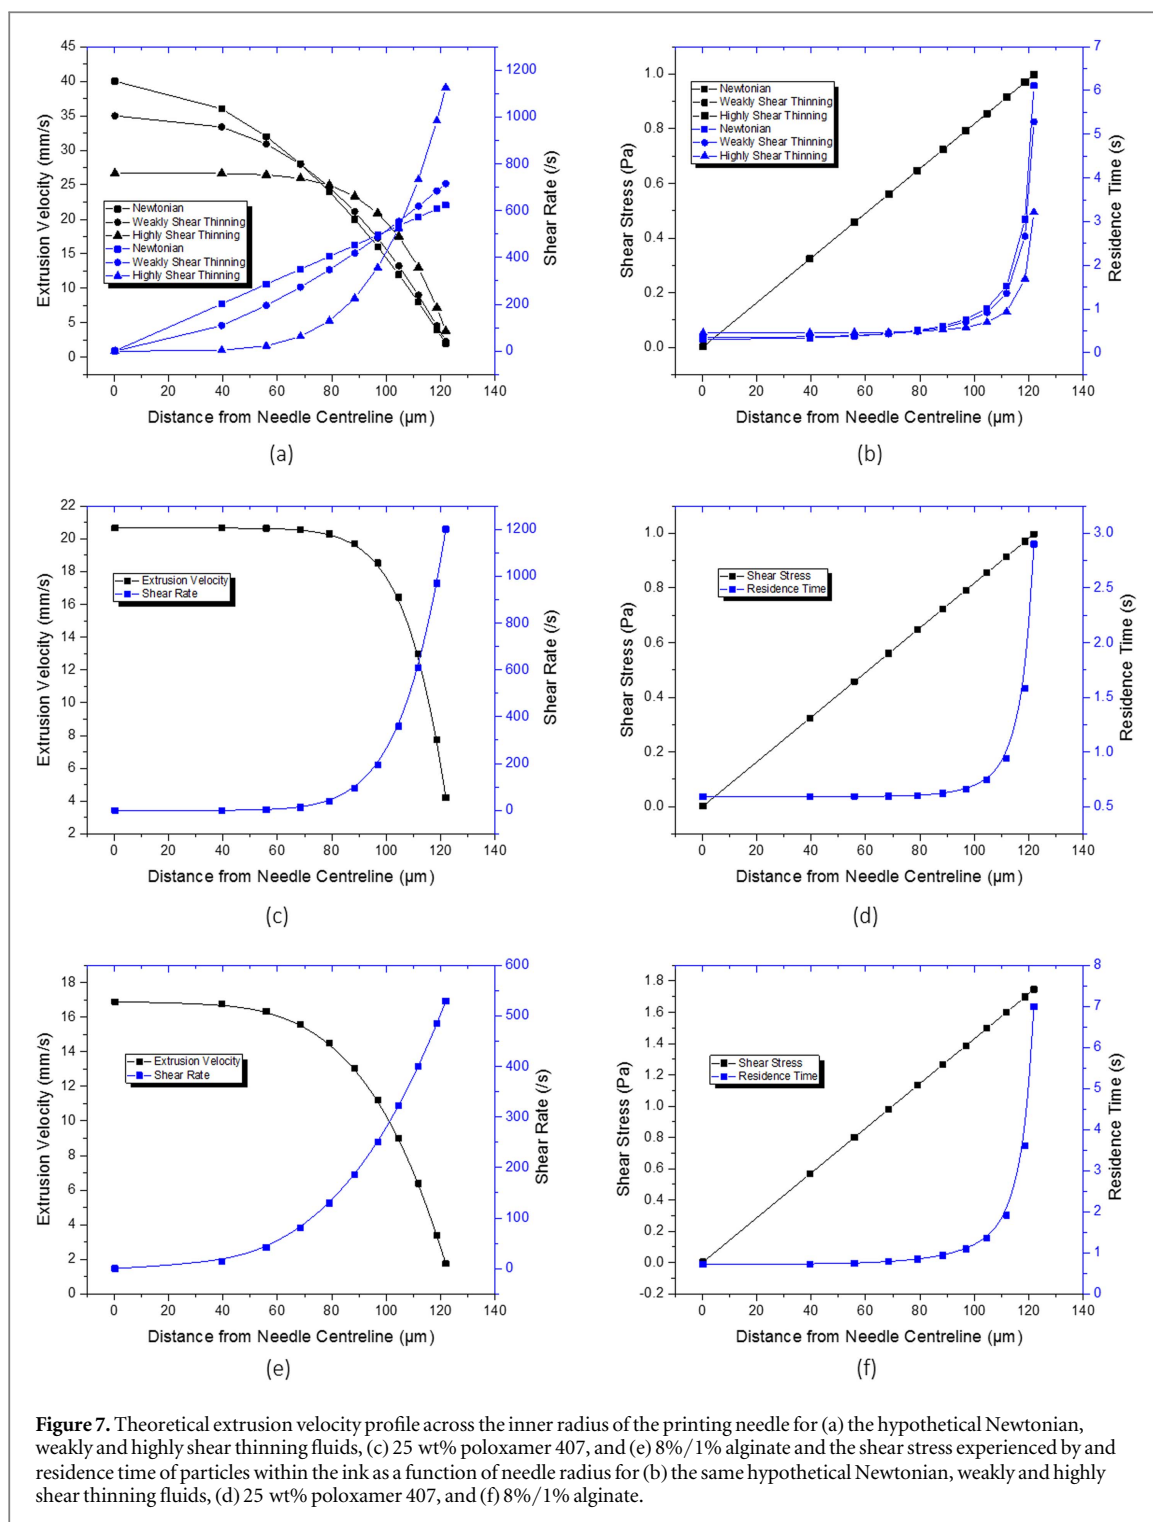 45
40
35
30
25
20
15
10
5
0
Extrusion Velocity (mm/s)
Newtonian
Weakly Shear Thinning
Highly Shear Thinning
Newtonian
Weakly Shear Thinning
Highly Shear Thinning
1200
1000
800
600
400
200
0
Shear Rate (/s)
0 20 40 60 80 100 120 140
Distance from Needle Centreline (µm)
(a)
1.0
0.8
0.6
0.4
0.2
0.0
Shear Stress (Pa)
Newtonian
Weakly Shear Thinning
Highly Shear Thinning
Newtonian
Weakly Shear Thinning
Highly Shear Thinning
7
6
5
4
3
2
1
0
Residence Time (s)
0 20 40 60 80 100 120 140
Distance from Needle Centreline (µm)
(b)
22
20
18
16
14
12
10
8
6
4
2
Extrusion Velocity (mm/s)
Extrusion Velocity
Shear Rate
1200
1000
800
600
400
200
0
Shear Rate (/s)
0 20 40 60 80 100 120 140
Distance from Needle Centreline (µm)
(c)
1.0
0.8
0.6
0.4
0.2
0.0
Shear Stress (Pa)
Shear Stress
Residence Time
3.0
2.5
2.0
1.5
1.0
0.5
Residence Time (s)
0 20 40 60 80 100 120 140
Distance from Needle Centreline (µm)
(d)
18
16
14
12
10
8
6
4
2
0
Extrusion Velocity (mm/s)
Extrusion Velocity
Shear Rate
600
500
400
300
200
100
0
Shear Rate (/s)
0 20 40 60 80 100 120 140
Distance from Needle Centreline (µm)
(e)
1.8
1.6
1.4
1.2
1.0
0.8
0.6
0.4
0.2
0.0
-0.2
Shear Stress (Pa)
Shear Stress
Residence Time
8
7
6
5
4
3
2
1
0
Residence Time (s)
0 20 40 60 80 100 120 140
Distance from Needle Centreline (µm)
(f)
Figure 7. Theoretical extrusion velocity profile across the inner radius of the printing needle for (a) the hypothetical Newtonian,
weakly and highly shear thinning fluids, (c) 25 wt% poloxamer 407, and (e) 8%/1% alginate and the shear stress experienced by and
residence time of particles within the ink as a function of needle radius for (b) the same hypothetical Newtonian, weakly and highly
shear thinning fluids, (d) 25 wt% poloxamer 407, and (f) 8%/1% alginate.